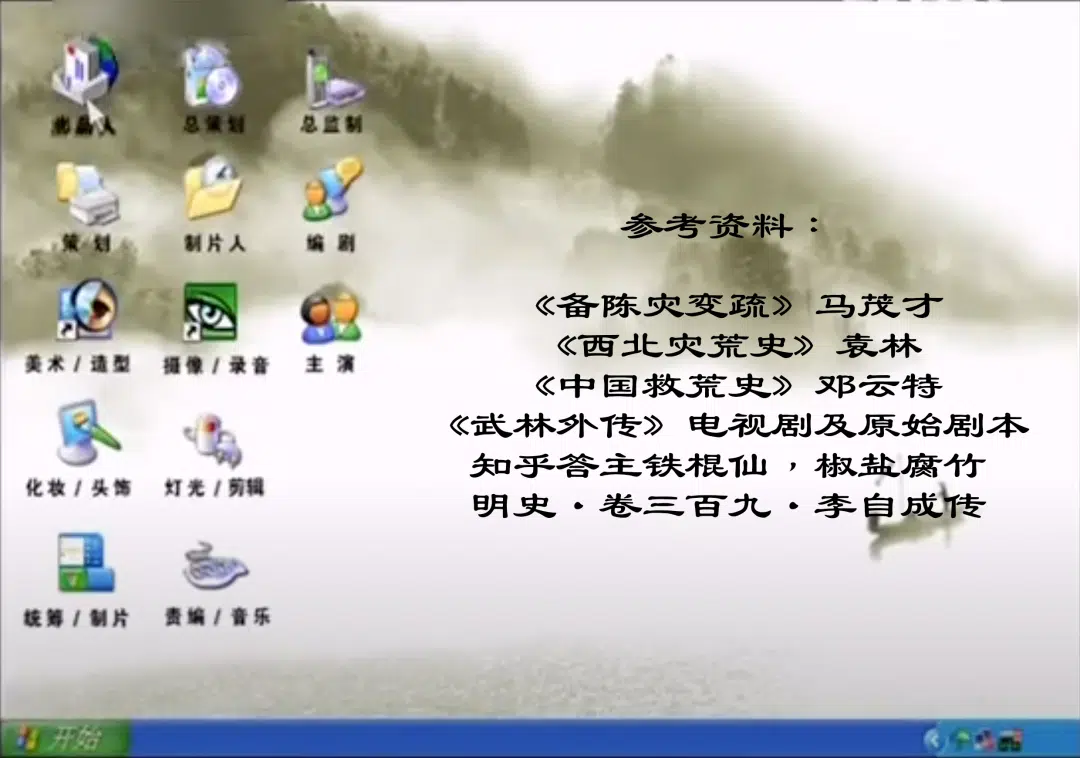 出品人
总策划
总监制
策 划
制片人
编 剧
美术 / 造型
摄像 / 录音
主 演
化妆 / 头饰
灯光 / 剪辑
统筹 / 制片
责编 / 音乐
参考资料：
《备陈灾变疏》马茂才
《西北灾荒史》袁林
《中国救荒史》邓云特
《武林外传》电视剧及原始剧本
知乎答主铁棍仙，椒盐腐竹
明史·卷三百九·李自成传
开始